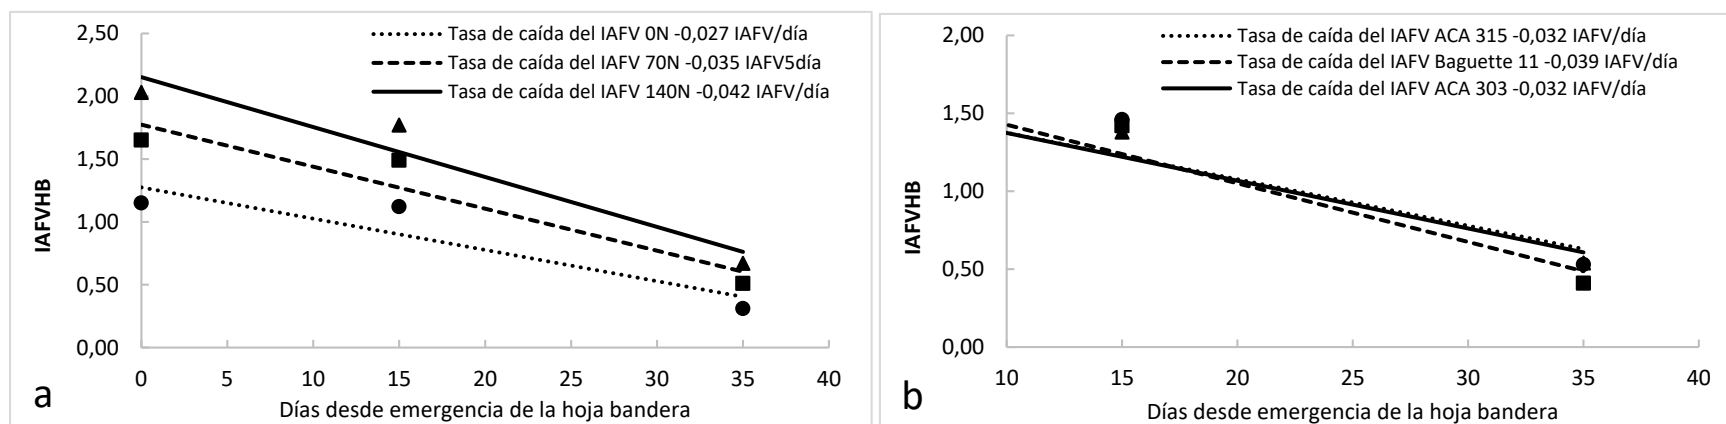 2,50
2,00
1,50
1,00
0,50
0,00
IAFVHB
Tasa de caída del IAFV 0N -0,027 IAFV/día
Tasa de caída del IAFV 70N -0,035 IAFV5día
Tasa de caída del IAFV 140N -0,042 IAFV/día
0 5 10 15 20 25 30 35 40
Días desde emergencia de la hoja bandera
a
2,00
1,50
1,00
0,50
0,00
IAFVHB
Tasa de caída del IAFV ACA 315 -0,032 IAFV/día
Tasa de caída del IAFV Baguette 11 -0,039 IAFV/día
Tasa de caída del IAFV ACA 303 -0,032 IAFV/día
10 15 20 25 30 35 40
Días desde emergencia de la hoja bandera
b